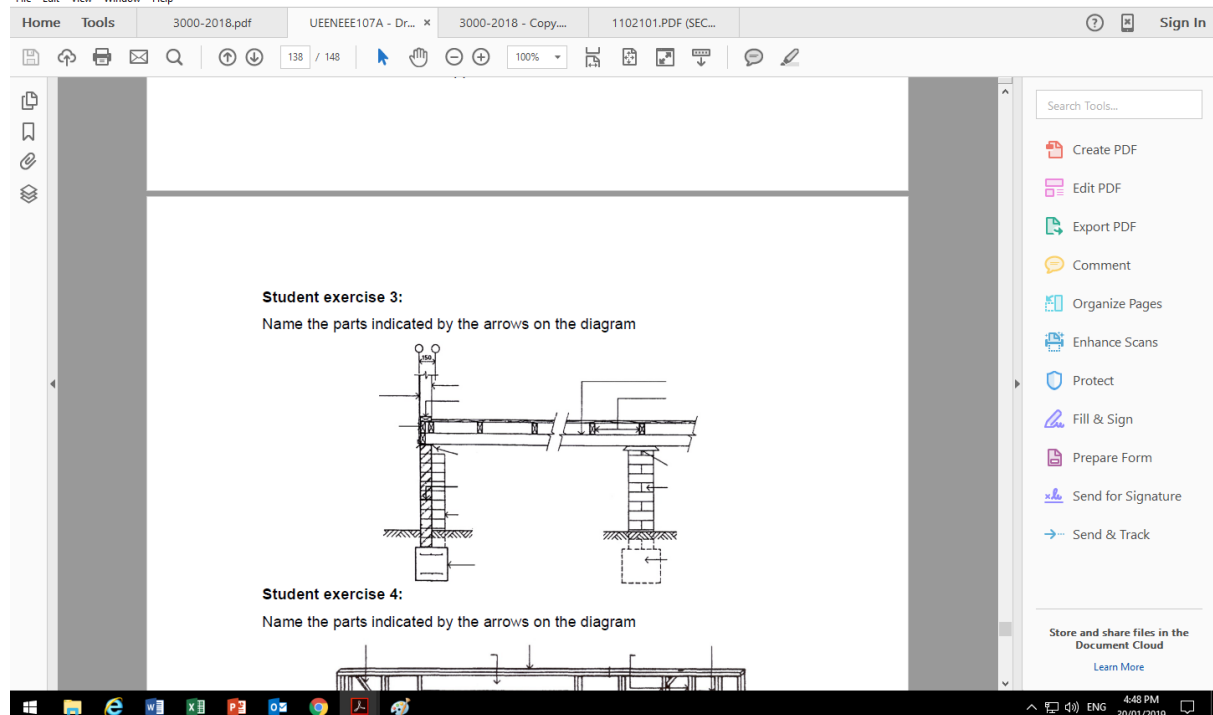 Home Tools 3000-2018.pdf UEENEEE107A - Dr... × 3000-2018 - Copy.... 1102101.PDF (SEC... Sign In
138 / 148 100%
Search Tools...
Create PDF
Edit PDF
Export PDF
Comment
Organize Pages
Enhance Scans
Protect
Fill & Sign
Prepare Form
Send for Signature
Send & Track
Store and share files in the
Document Cloud
Learn More
Student exercise 3:
Name the parts indicated by the arrows on the diagram
150
Student exercise 4:
Name the parts indicated by the arrows on the diagram
ENG 4:48 PM
20/01/2019